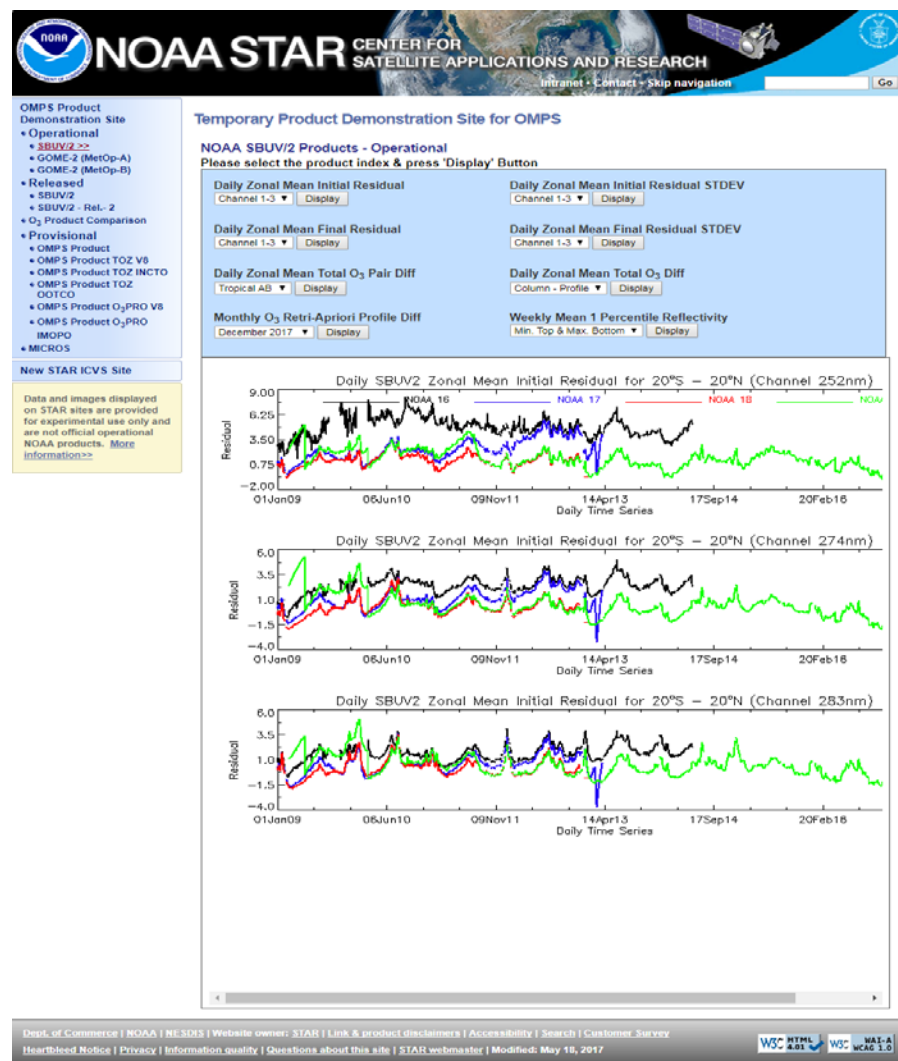 NOAA
NOAA STAR CENTER FOR
SATELLITE APPLICATIONS AND RESEARCH
Intranet • Contact • Skip navigation
Go
OMPS Product
Demonstration Site
Operational
SBUV/2 >>
GOME-2 (MetOp-A)
GOME-2 (MetOp-B)
Released
SBUV/2
SBUV/2 - Rel.- 2
O3 Product Comparison
Provisional
OMPS Product
OMPS Product TOZ V8
OMPS Product TOZ INCTO
OMPS Product TOZ
OOTCO
OMPS Product O3PRO V8
OMPS Product O3PRO
IMOPO
MICROS
New STAR ICVS Site
Data and images displayed
on STAR sites are provided
for experimental use only and
are not official operational
NOAA products. More
information>>
Temporary Product Demonstration Site for OMPS
NOAA SBUV/2 Products - Operational
Please select the product index & press 'Display' Button
Daily Zonal Mean Initial Residual
Channel 1-3 ▼ Display
Daily Zonal Mean Initial Residual STDEV
Channel 1-3 ▼ Display
Daily Zonal Mean Final Residual
Channel 1-3 ▼ Display
Daily Zonal Mean Final Residual STDEV
Channel 1-3 ▼ Display
Daily Zonal Mean Total O3 Pair Diff
Tropical AB ▼ Display
Daily Zonal Mean Total O3 Diff
Column - Profile ▼ Display
Monthly O3 Retri-Apriori Profile Diff
December 2017 ▼ Display
Weekly Mean 1 Percentile Reflectivity
Min. Top & Max. Bottom ▼ Display
Daily SBUV2 Zonal Mean Initial Residual for 20°S – 20°N (Channel 252nm)
NOAA 16 NOAA 17 NOAA 18 NOA
Residual
9.00
6.25
3.50
0.75
−2.00
01Jan09 06Jun10 09Nov11 14Apr13 17Sep14 20Feb16
Daily Time Series
Daily SBUV2 Zonal Mean Initial Residual for 20°S – 20°N (Channel 274nm)
Residual
6.0
3.5
1.0
−1.5
−4.0
01Jan09 06Jun10 09Nov11 14Apr13 17Sep14 20Feb16
Daily Time Series
Daily SBUV2 Zonal Mean Initial Residual for 20°S – 20°N (Channel 283nm)
Residual
6.0
3.5
1.0
−1.5
−4.0
01Jan09 06Jun10 09Nov11 14Apr13 17Sep14 20Feb16
Daily Time Series
Dept. of Commerce | NOAA | NESDIS | Website owner: STAR | Link & product disclaimers | Accessibility | Search | Customer Survey
Heartbleed Notice | Privacy | Information quality | Questions about this site | STAR webmaster | Modified: May 18, 2017
W3C HTML 4.01
W3C WAI-A WCAG 1.0